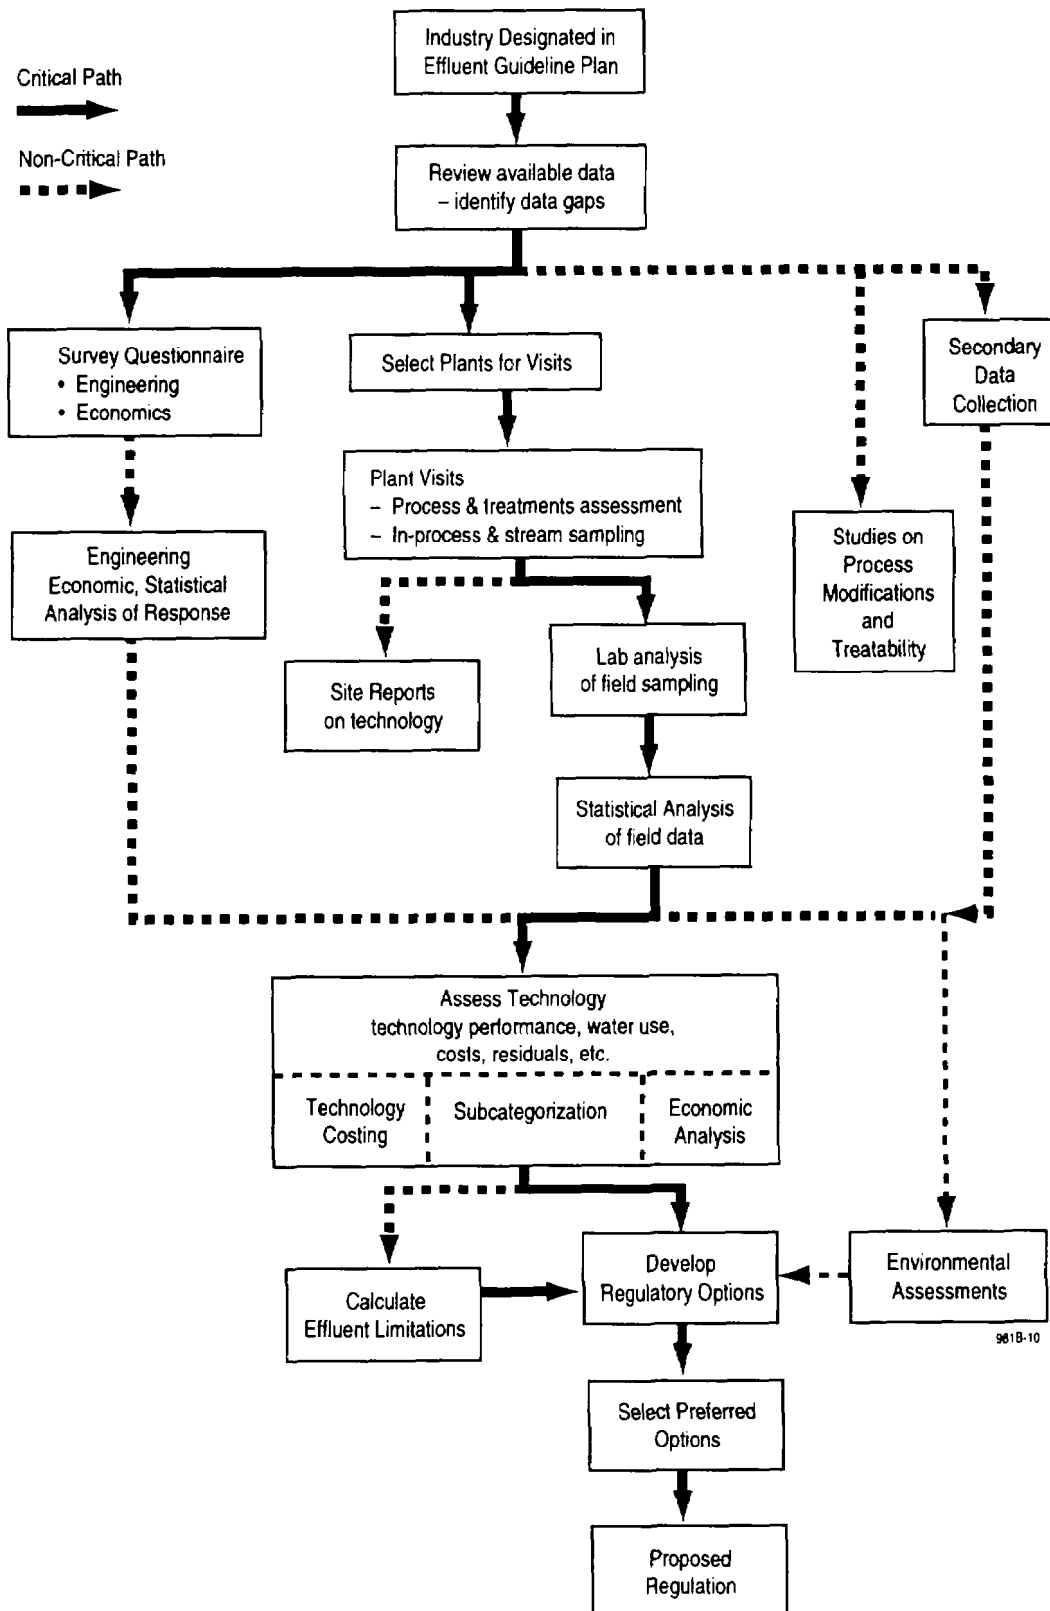 Industry Designated in
Effluent Guideline Plan
Critical Path
Non-Critical Path
Review available data
– identify data gaps
Survey Questionnaire
• Engineering
• Economics
Select Plants for Visits
Secondary
Data
Collection
Plant Visits
– Process & treatments assessment
– In-process & stream sampling
Engineering
Economic, Statistical
Analysis of Response
Studies on
Process
Modifications
and
Treatability
Site Reports
on technology
Lab analysis
of field sampling
Statistical Analysis
of field data
Assess Technology
technology performance, water use,
costs, residuals, etc.
Technology
Costing
Subcategorization
Economic
Analysis
Calculate
Effluent Limitations
Develop
Regulatory Options
Environmental
Assessments
981B-10
Select Preferred
Options
Proposed
Regulation